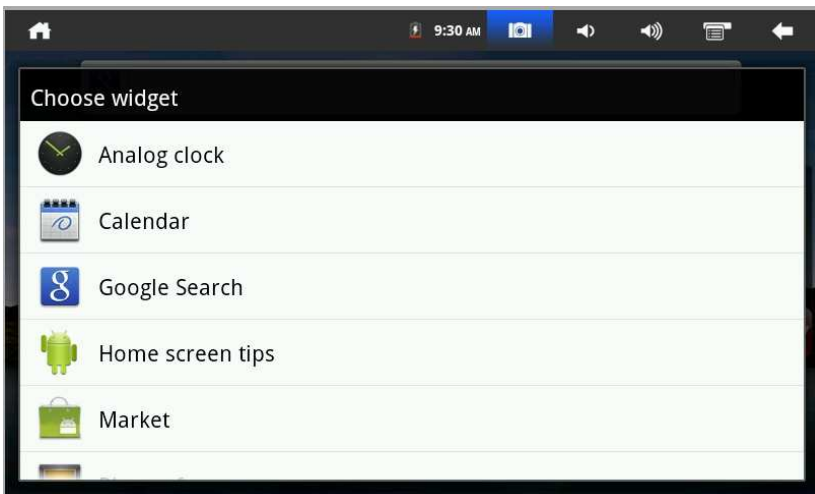 9:30 AM
Choose widget
Analog clock
Calendar
Google Search
Home screen tips
Market